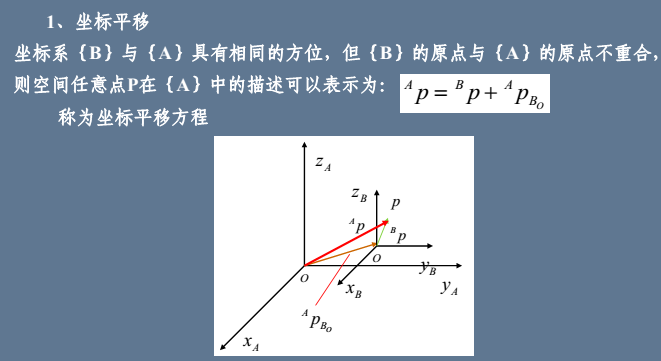 1、坐标平移
坐标系{B}与{A}具有相同的方位，但{B}的原点与{A}的原点不重合，
则空间任意点P在{A}中的描述可以表示为： ᴬp = ᴮp + ᴬp_{B_O}
称为坐标平移方程
z_A
z_B
p
ᴬp
ᴮp
O
O
y_B
x_B
y_A
ᴬp_{B_O}
x_A